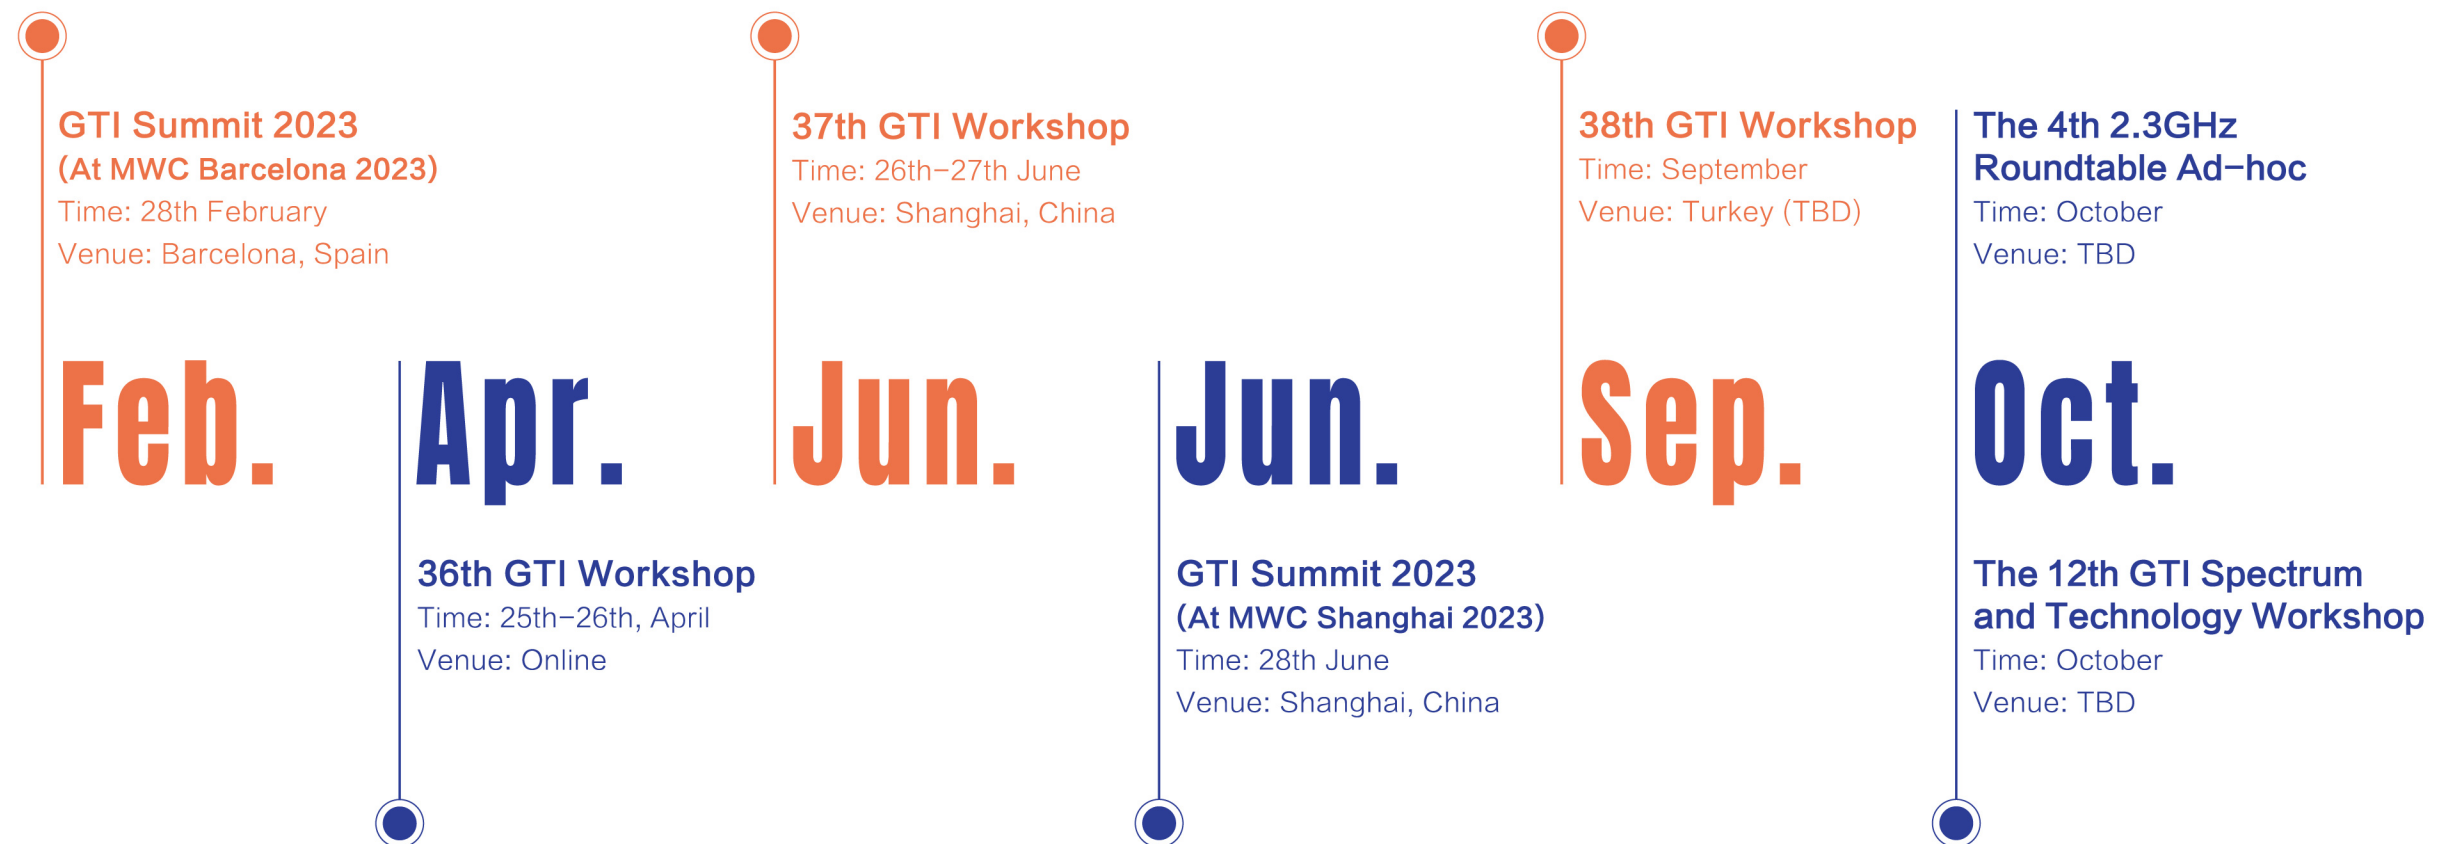 GTI Summit 2023
(At MWC Barcelona 2023)
Time: 28th February
Venue: Barcelona, Spain
Feb.
Apr.
36th GTI Workshop
Time: 25th-26th, April
Venue: Online
37th GTI Workshop
Time: 26th-27th June
Venue: Shanghai, China
Jun.
Jun.
GTI Summit 2023
(At MWC Shanghai 2023)
Time: 28th June
Venue: Shanghai, China
38th GTI Workshop
Time: September
Venue: Turkey (TBD)
Sep.
The 4th 2.3GHz
Roundtable Ad-hoc
Time: October
Venue: TBD
Oct.
The 12th GTI Spectrum
and Technology Workshop
Time: October
Venue: TBD